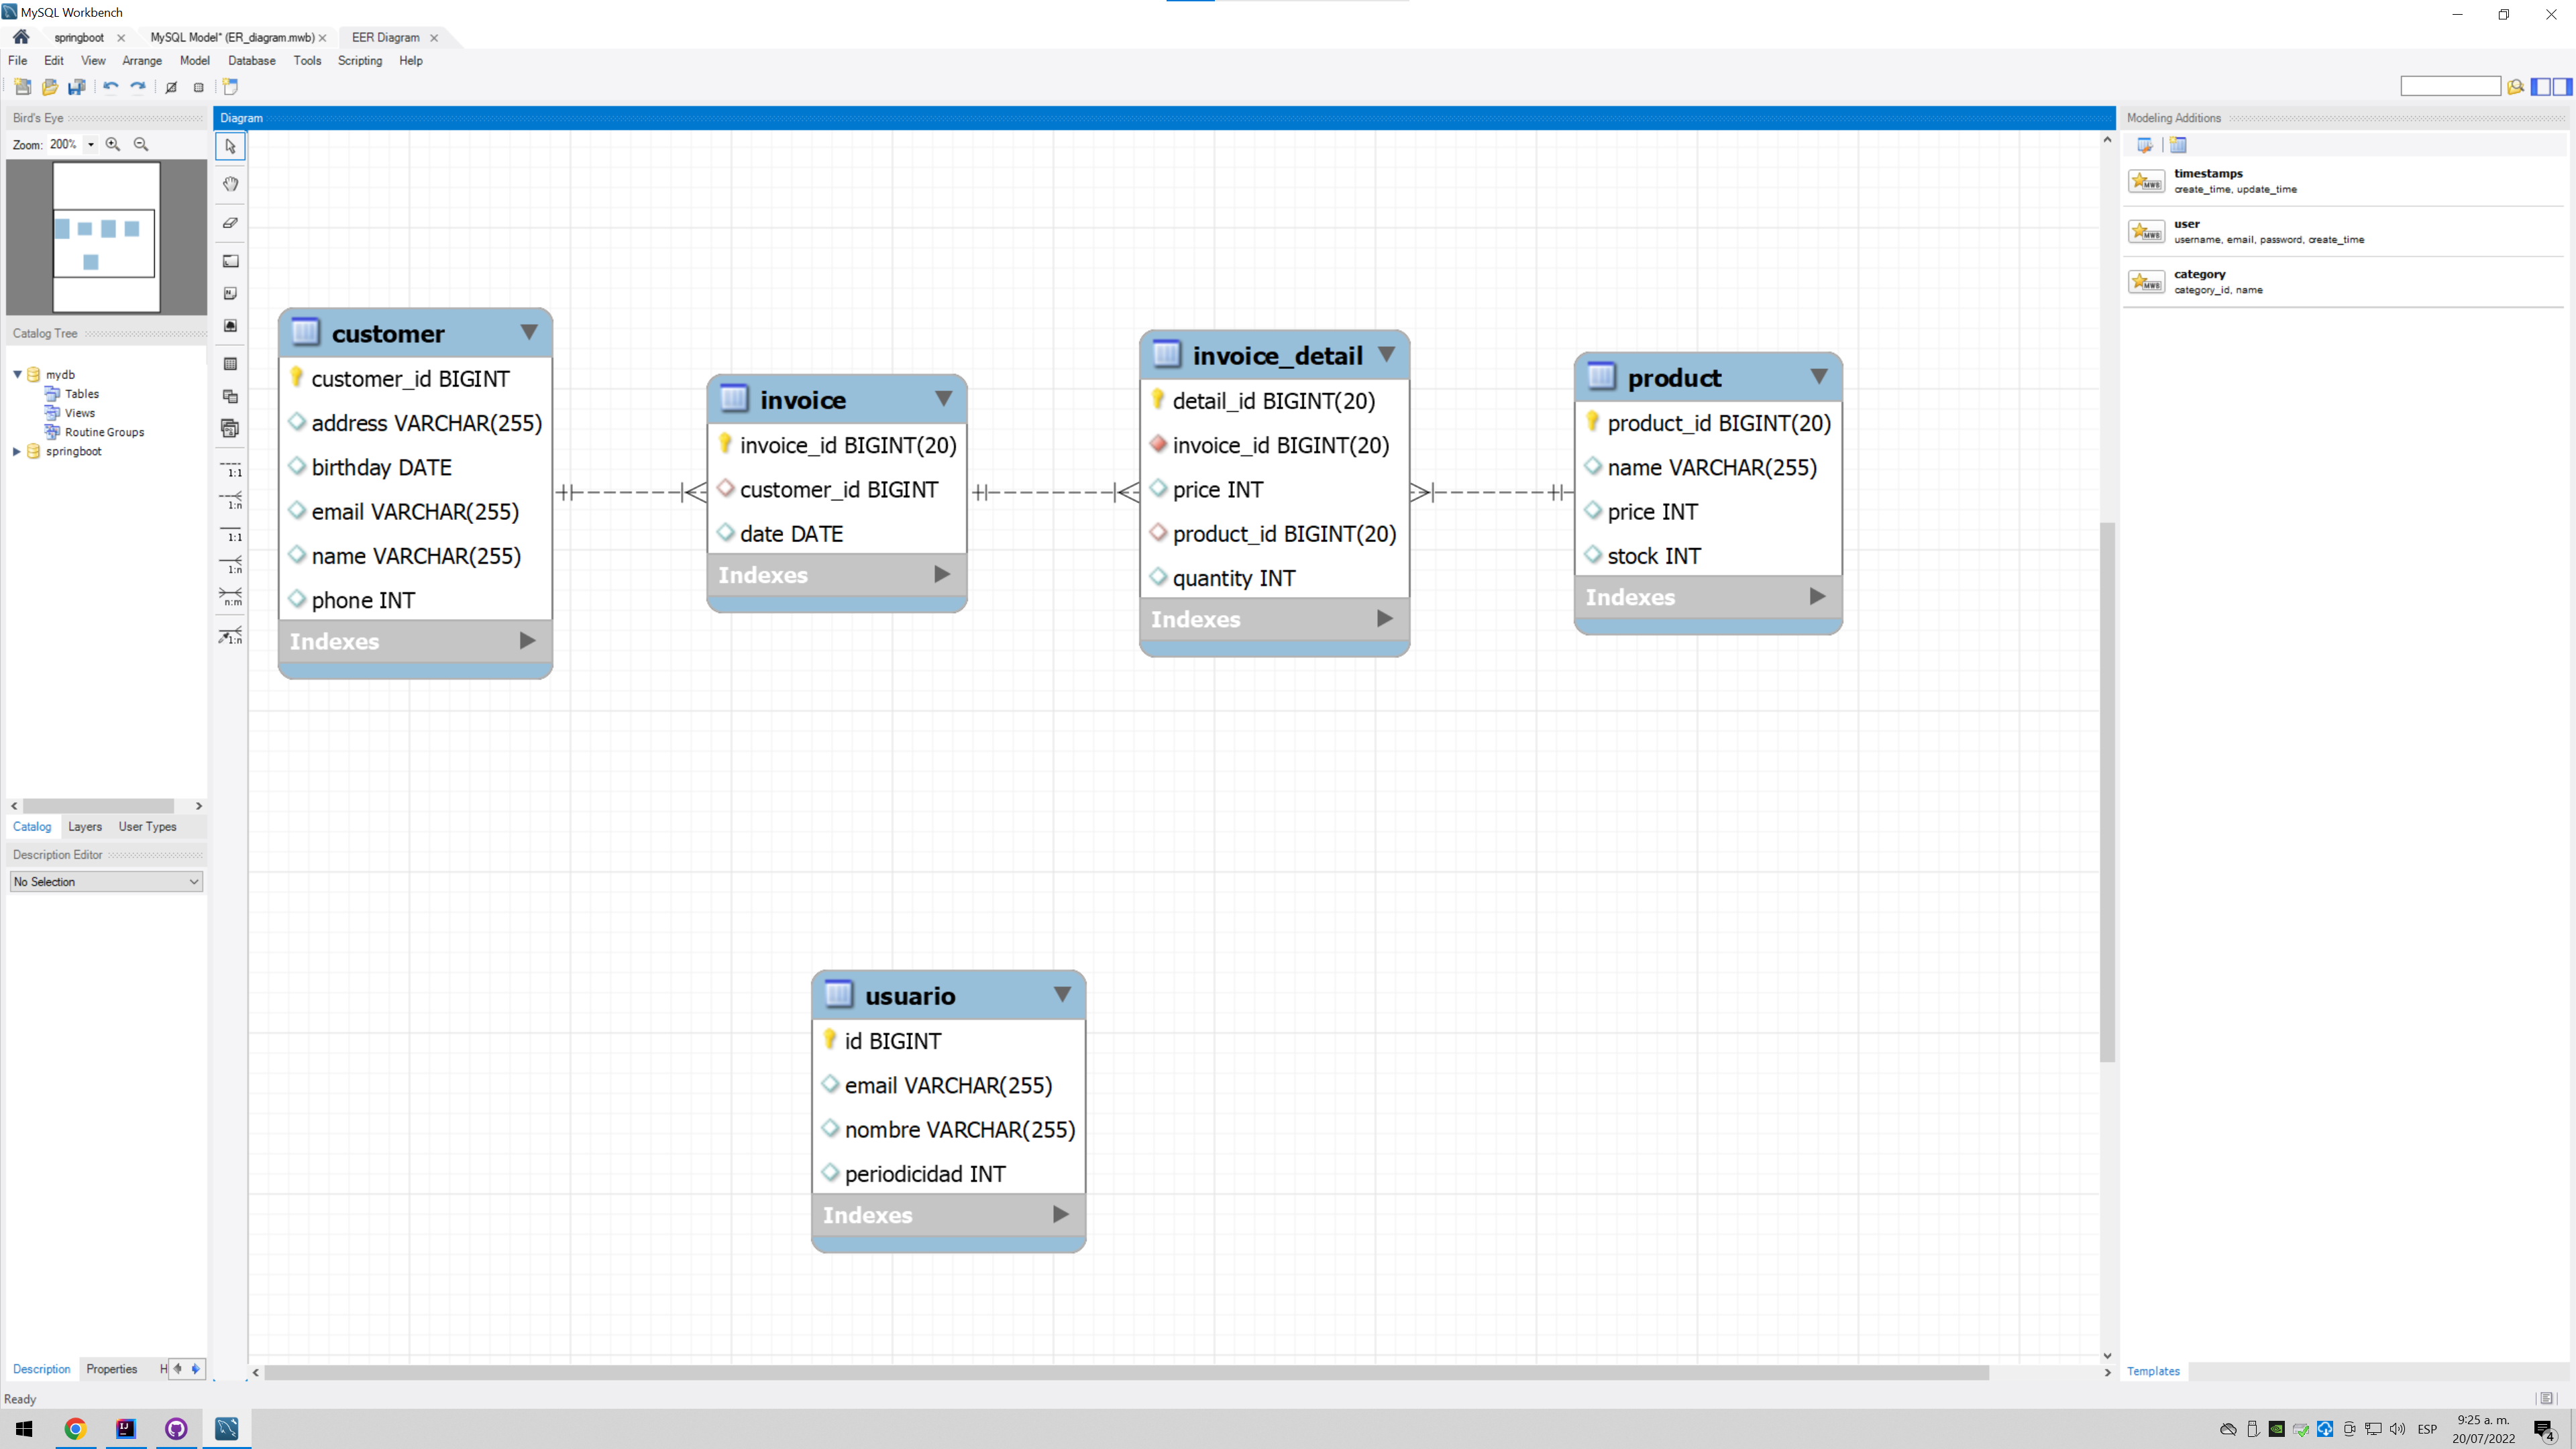 MySQL Workbench
springboot
MySQL Model* (ER_diagram.mwb)
EER Diagram
File Edit View Arrange Model Database Tools Scripting Help
Bird's Eye
Zoom: 200%
Catalog Tree
mydb
Tables
Views
Routine Groups
springboot
Catalog Layers User Types
Description Editor
No Selection
Description Properties H
Ready
Diagram
1:1
1:n
1:1
1:n
n:m
1:n
customer
customer_id BIGINT
address VARCHAR(255)
birthday DATE
email VARCHAR(255)
name VARCHAR(255)
phone INT
Indexes
invoice
invoice_id BIGINT(20)
customer_id BIGINT
date DATE
Indexes
invoice_detail
detail_id BIGINT(20)
invoice_id BIGINT(20)
price INT
product_id BIGINT(20)
quantity INT
Indexes
product
product_id BIGINT(20)
name VARCHAR(255)
price INT
stock INT
Indexes
usuario
id BIGINT
email VARCHAR(255)
nombre VARCHAR(255)
periodicidad INT
Indexes
Modeling Additions
MWB
timestamps
create_time, update_time
MWB
user
username, email, password, create_time
MWB
category
category_id, name
Templates
IJ
ESP
9:25 a. m.
20/07/2022
4